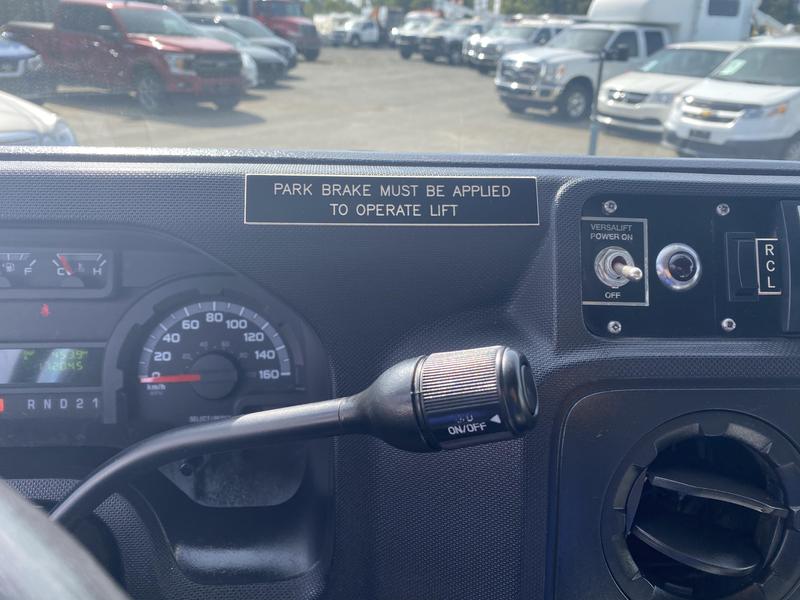 PARK BRAKE MUST BE APPLIED
TO OPERATE LIFT
VERSALIFT
POWER ON
OFF
R
C
L
F
C H
0 20 40 60 80 100 120 140 160
km/h
R N D 2 1
ON/OFF